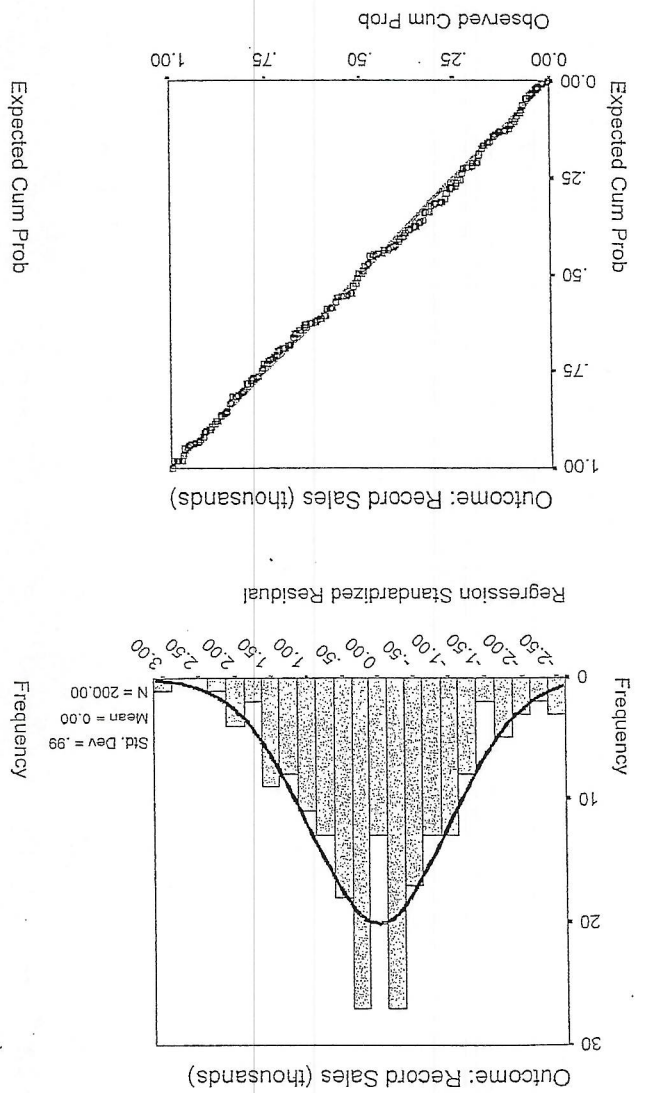 Outcome: Record Sales (thousands)
30
20
10
Frequency
0
Std. Dev = .99
Mean = 0.00
N = 200.00
Frequency
-2.50 -2.00 -1.50 -1.00 -.50 0.00 .50 1.00 1.50 2.00 2.50 3.00
Regression Standardized Residual
Outcome: Record Sales (thousands)
1.00
.75
.50
Expected Cum Prob
.25
0.00
Expected Cum Prob
0.00 .25 .50 .75 1.00
Observed Cum Prob